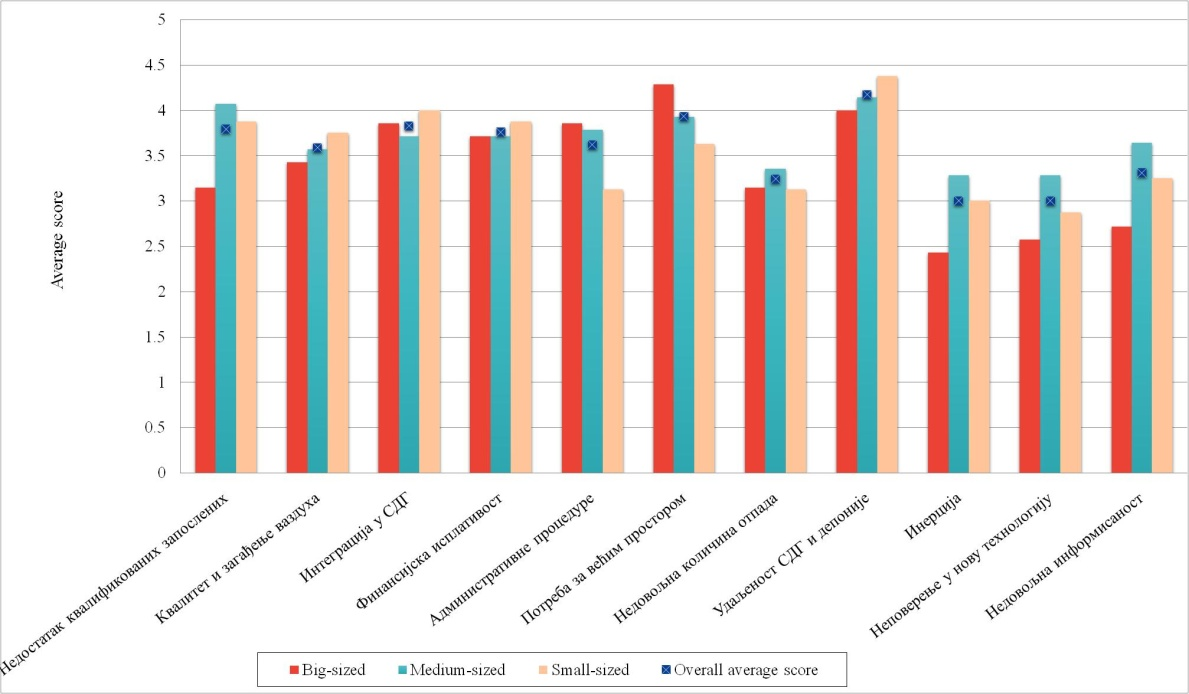 5
4.5
4
3.5
3
2.5
2
1.5
1
0.5
0
Average score
Недостатак квалификованих запослених
Квалитет и загађење ваздуха
Интеграција у СДГ
Финансијска исплативост
Административне процедуре
Потреба за већим простором
Недовољна количина отпада
Удаљеност СДГ и депоније
Инерција
Неповерење у нову технологију
Недовољна информисаност
Big-sized
Medium-sized
Small-sized
Overall average score